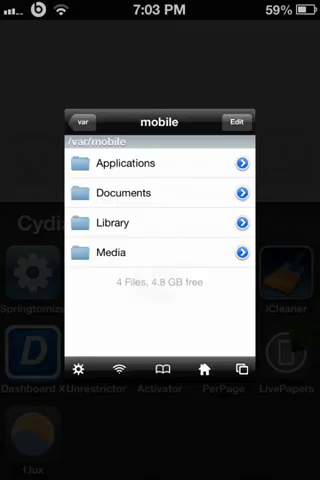 7:03 PM 59%
var mobile Edit
/var/mobile
Applications
Documents
Library
Media
4 Files, 4.8 GB free
Cydia
Springtomize iCleaner
Dashboard X Unrestrictor Activator PerPage LivePapers
f.lux